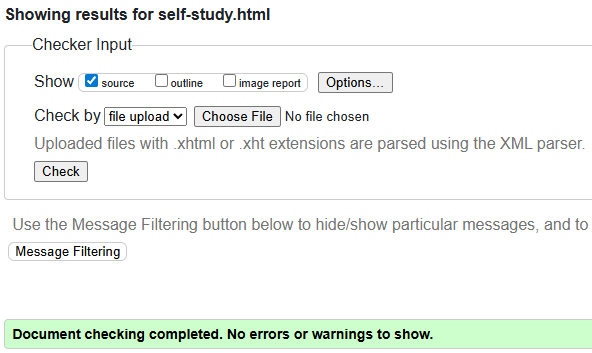 Showing results for self-study.html
Checker Input
Show source outline image report Options...
Check by file upload Choose File No file chosen
Uploaded files with .xhtml or .xht extensions are parsed using the XML parser.
Check
Use the Message Filtering button below to hide/show particular messages, and to
Message Filtering
Document checking completed. No errors or warnings to show.